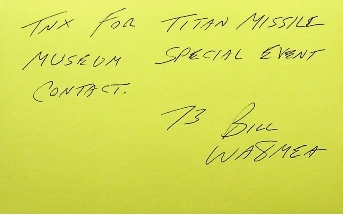 TNX FOR TITAN MISSILE
MUSEUM SPECIAL EVENT
CONTACT.
73 BILL
WA8MEA